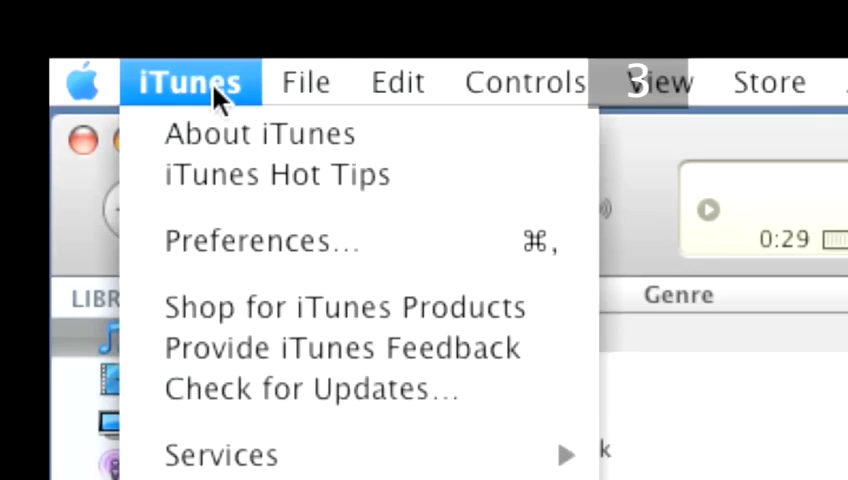 iTunes File Edit Controls View Store
3
About iTunes
iTunes Hot Tips
Preferences... ⌘,
0:29
LIBR
Genre
Shop for iTunes Products
Provide iTunes Feedback
Check for Updates...
Services
k